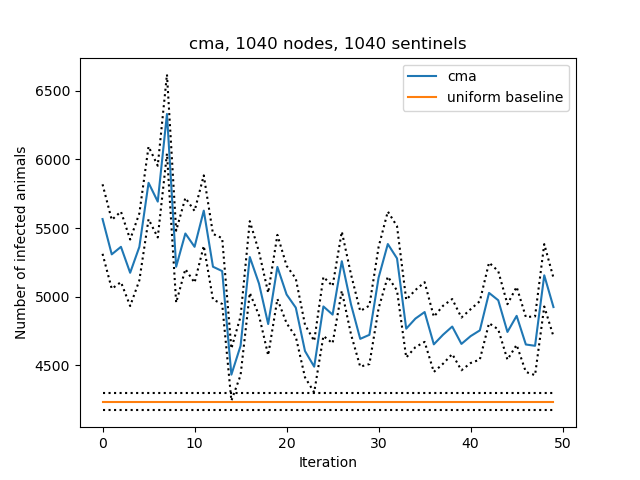 cma, 1040 nodes, 1040 sentinels
cma
uniform baseline
6500
6000
5500
5000
4500
Number of infected animals
0 10 20 30 40 50
Iteration